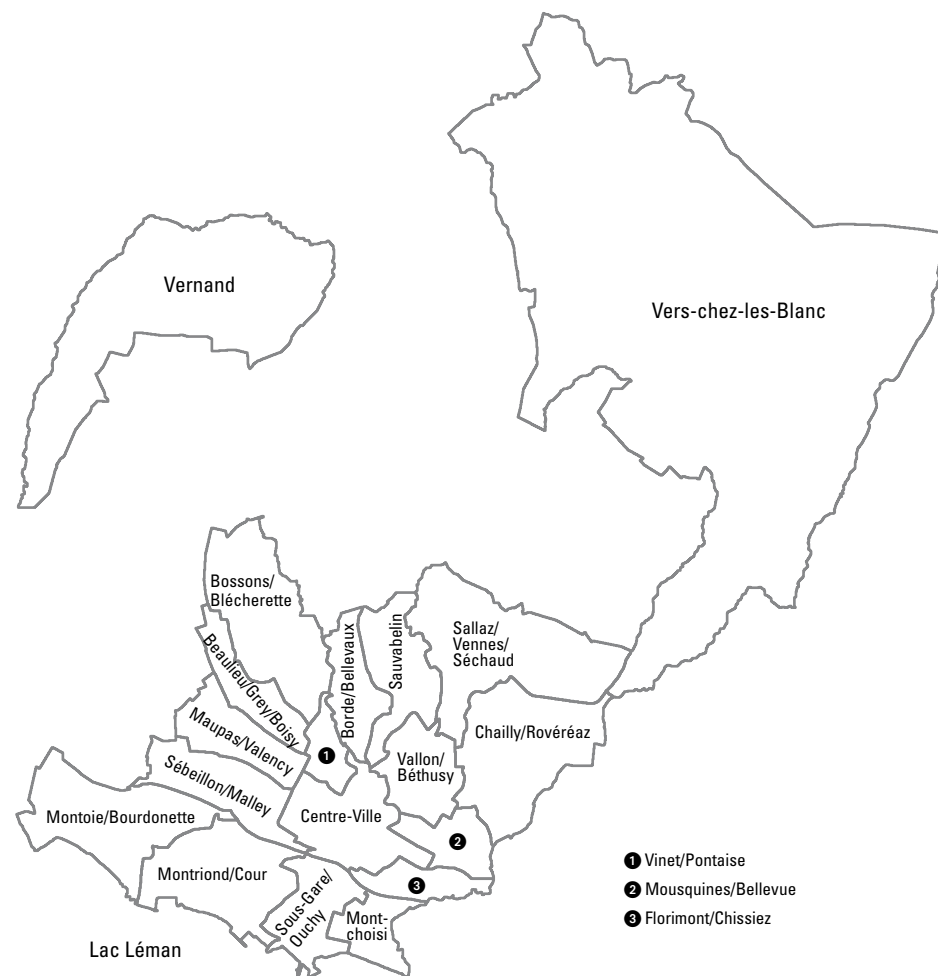 Vernand
Vers-chez-les-Blanc
Bossons/
Blécherette
Beaulieu/Grey/Boisy
Borde/Bellevaux
Sauvabelin
Sallaz/
Vennes/
Séchaud
Maupas/Valency
Chailly/Rovéréaz
1
Vallon/
Béthusy
Sébeillon/Malley
Montoie/Bourdonette
Centre-Ville
2
Montriond/Cour
3
Sous-Gare/
Ouchy
Mont-
choisi
Lac Léman
1 Vinet/Pontaise
2 Mousquines/Bellevue
3 Florimont/Chissiez